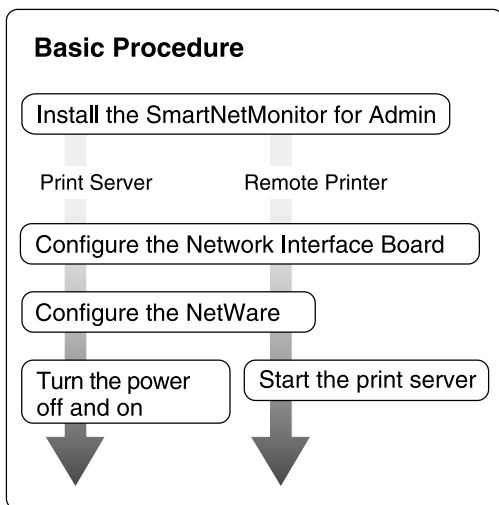 Basic Procedure
Install the SmartNetMonitor for Admin
Print Server
Remote Printer
Configure the Network Interface Board
Configure the NetWare
Turn the power
off and on
Start the print server